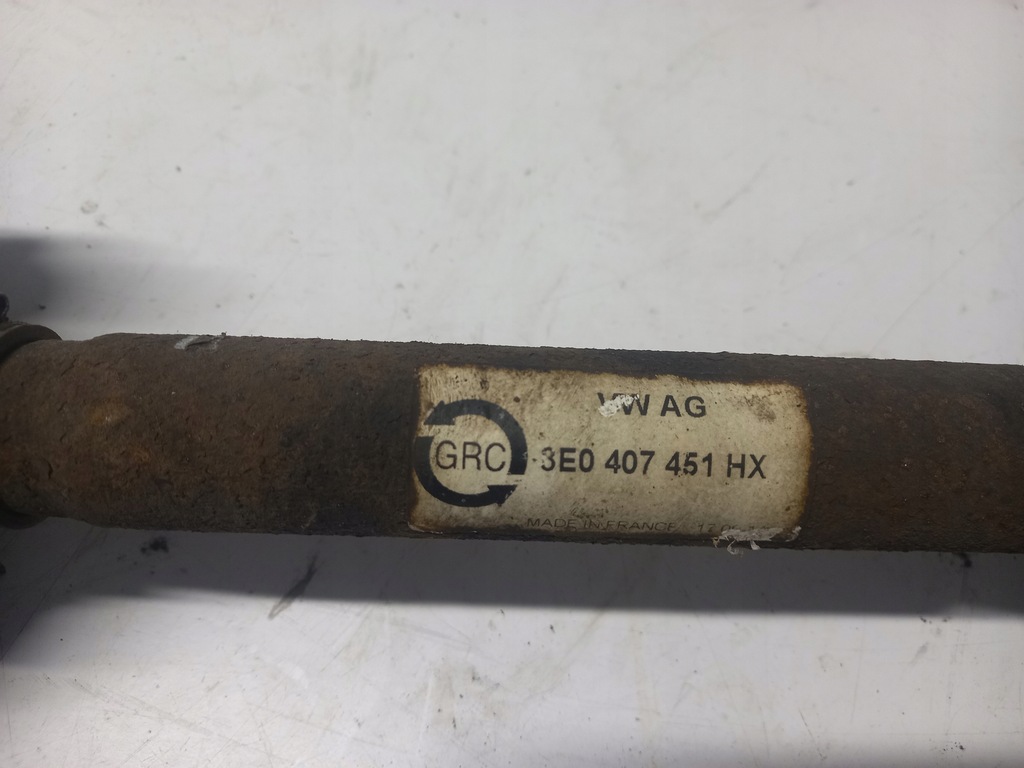 VW AG
GRC 3E0 407 451 HX
MADE IN FRANCE